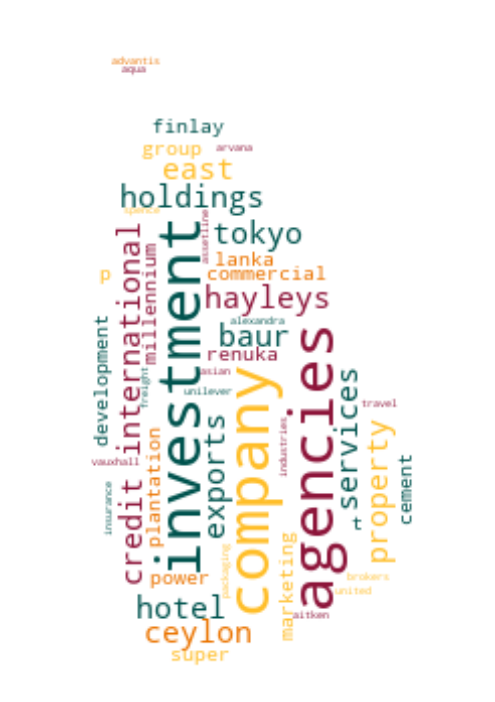 advantis
aqua
finlay
group
arvana
east
holdings
spence
assetline
tokyo
international
millennium
investment
lanka
p
commercial
hayleys
alexandra
baur
renuka
development
asian
freight
unilever
company
agencies
services
travel
exports
industries
property
plantation
vauxhall
credit
cement
insurance
rt
marketing
packaging
power
brokers
united
hotel
aitken
ceylon
super